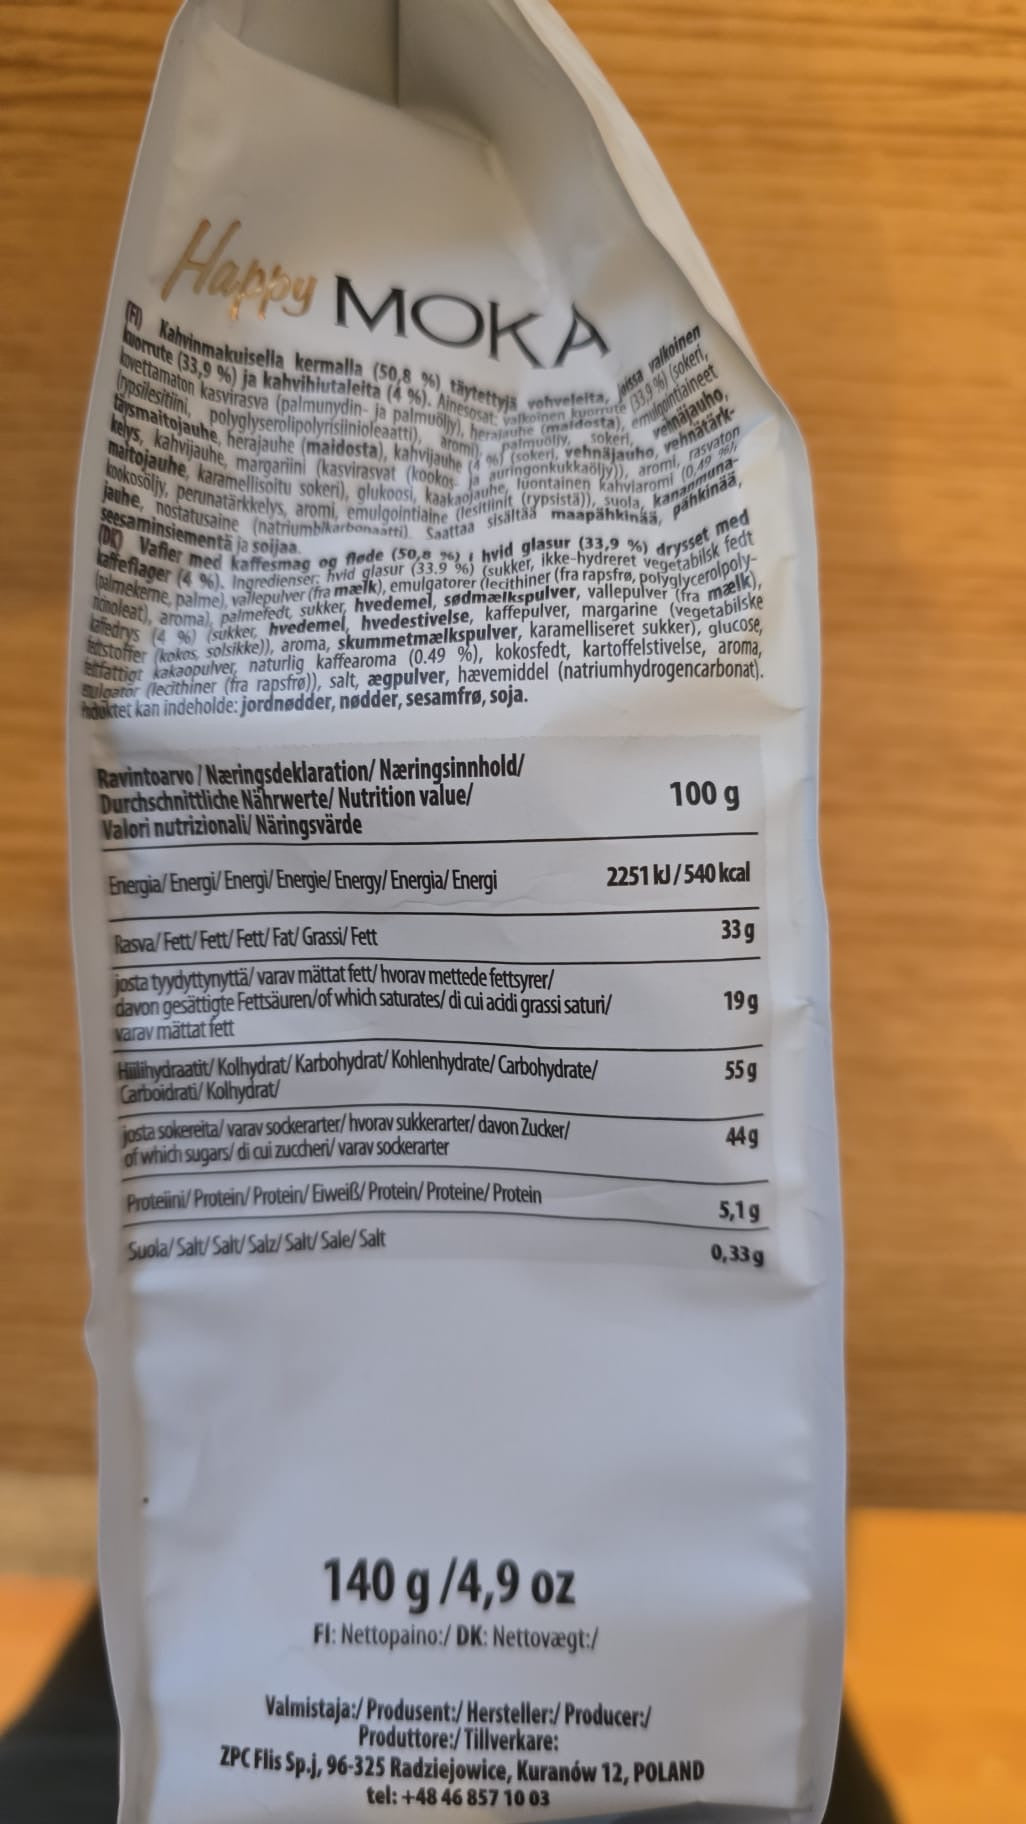 Happy MOKA
(FI) Kahvinmakuisella kermalla (50,8 %) täytettyjä vohveleita, joissa valkoinen
kuorrute (33,9 %) ja kahvihiutaleita (4 %). Ainesosat: valkoinen kuorrute (33,9 %) (sokeri,
kovettamaton kasvirasva (palmunydin- ja palmuöljy), herajauhe (maidosta), emulgointiaineet
(rypsilesitiini, polyglyserolipolyrisiinioleaatti), aromi), palmuöljy, sokeri, vehnäjauho,
täysmaitojauhe, herajauhe (maidosta), kahvijauhe (4 %) (sokeri, vehnäjauho, vehnätärk-
kelys, kahvijauhe, margariini (kasvirasvat (kookos- ja auringonkukkaöljy)), aromi, rasvaton
maitojauhe, karamellisoitu sokeri), glukoosi, kaakaojauhe, luontainen kahviaromi (0,49 %),
kookosöljy, perunatärkkelys, aromi, emulgointiaine (lesitiinit (rypsistä)), suola, kananmuna-
jauhe, nostatusaine (natriumbikarbonaatti). Saattaa sisältää maapähkinää, pähkinää,
seesaminsiementä ja soijaa.
(DK) Vafler med kaffesmag og fløde (50,8 %) i hvid glasur (33,9 %) drysset med
kaffeflager (4 %). Ingredienser: hvid glasur (33.9 %) (sukker, ikke-hydreret vegetabilsk fedt
(palmekerne, palme), vallepulver (fra mælk), emulgatorer (lecithiner (fra rapsfrø, polyglycerolpoly-
ricinoleat), aroma), palmefedt, sukker, hvedemel, sødmælkspulver, vallepulver (fra mælk),
kaffedrys (4 %) (sukker, hvedemel, hvedestivelse, kaffepulver, margarine (vegetabilske
fedtstoffer (kokos, solsikke)), aroma, skummetmælkspulver, karamelliseret sukker), glucose,
fedtfattigt kakaopulver, naturlig kaffearoma (0.49 %), kokosfedt, kartoffelstivelse, aroma,
emulgator (lecithiner (fra rapsfrø)), salt, ægpulver, hævemiddel (natriumhydrogencarbonat).
Produktet kan indeholde: jordnødder, nødder, sesamfrø, soja.
Ravintoarvo / Næringsdeklaration/ Næringsinnhold/
Durchschnittliche Nährwerte/ Nutrition value/
Valori nutrizionali/ Näringsvärde
100 g
Energia/ Energi/ Energi/ Energie/ Energy/ Energia/ Energi
2251 kJ / 540 kcal
Rasva/ Fett/ Fett/ Fett/ Fat/ Grassi/ Fett
33 g
josta tyydyttynyttä/ varav mättat fett/ hvorav mettede fettsyrer/
davon gesättigte Fettsäuren/of which saturates/ di cui acidi grassi saturi/
varav mättat fett
19 g
Hiilihydraatit/ Kolhydrat/ Karbohydrat/ Kohlenhydrate/ Carbohydrate/
Carboidrati/ Kolhydrat/
55 g
josta sokereita/ varav sockerarter/ hvorav sukkerarter/ davon Zucker/
of which sugars/ di cui zuccheri/ varav sockerarter
44 g
Proteiini/ Protein/ Protein/ Eiweiß/ Protein/ Proteine/ Protein
5,1 g
Suola/ Salt/ Salt/ Salz/ Salt/ Sale/ Salt
0,33 g
140 g /4,9 oz
FI: Nettopaino:/ DK: Nettovægt:/
Valmistaja:/ Produsent:/ Hersteller:/ Producer:/
Produttore:/ Tillverkare:
ZPC Flis Sp.j, 96-325 Radziejowice, Kuranów 12, POLAND
tel: +48 46 857 10 03